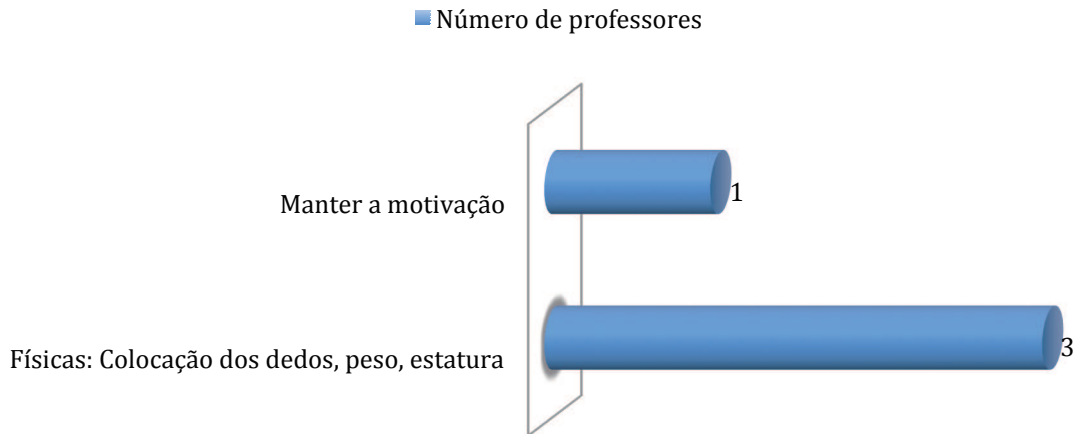 Número de professores
Manter a motivação
1
Físicas: Colocação dos dedos, peso, estatura
3